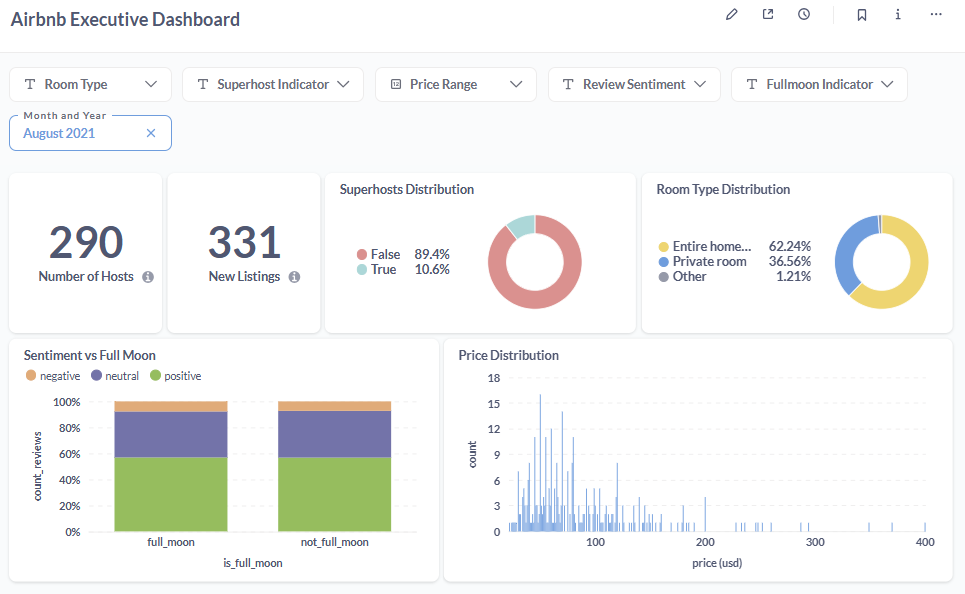 Airbnb Executive Dashboard
Room Type
Superhost Indicator
Price Range
Review Sentiment
Fullmoon Indicator
Month and Year
August 2021
290
Number of Hosts
331
New Listings
Superhosts Distribution
False 89.4%
True 10.6%
Room Type Distribution
Entire home... 62.24%
Private room 36.56%
Other 1.21%
Sentiment vs Full Moon
negative neutral positive
100%
80%
60%
40%
20%
0%
count_reviews
full_moon not_full_moon
is_full_moon
Price Distribution
18
15
12
9
6
3
0
count
100 200 300 400
price (usd)